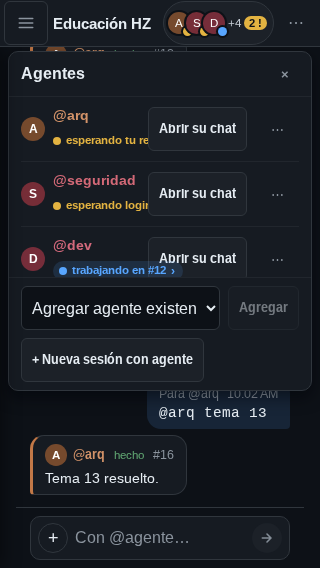 Educación HZ
A S D +4 2 !
Agentes
×
A @arq
esperando tu re
Abrir su chat
S @seguridad
esperando login
Abrir su chat
D @dev
trabajando en #12 ›
Abrir su chat
Agregar agente existen
Agregar
+ Nueva sesión con agente
Para @arq 10:02 AM
@arq tema 13
A @arq hecho #16
Tema 13 resuelto.
+ Con @agente…